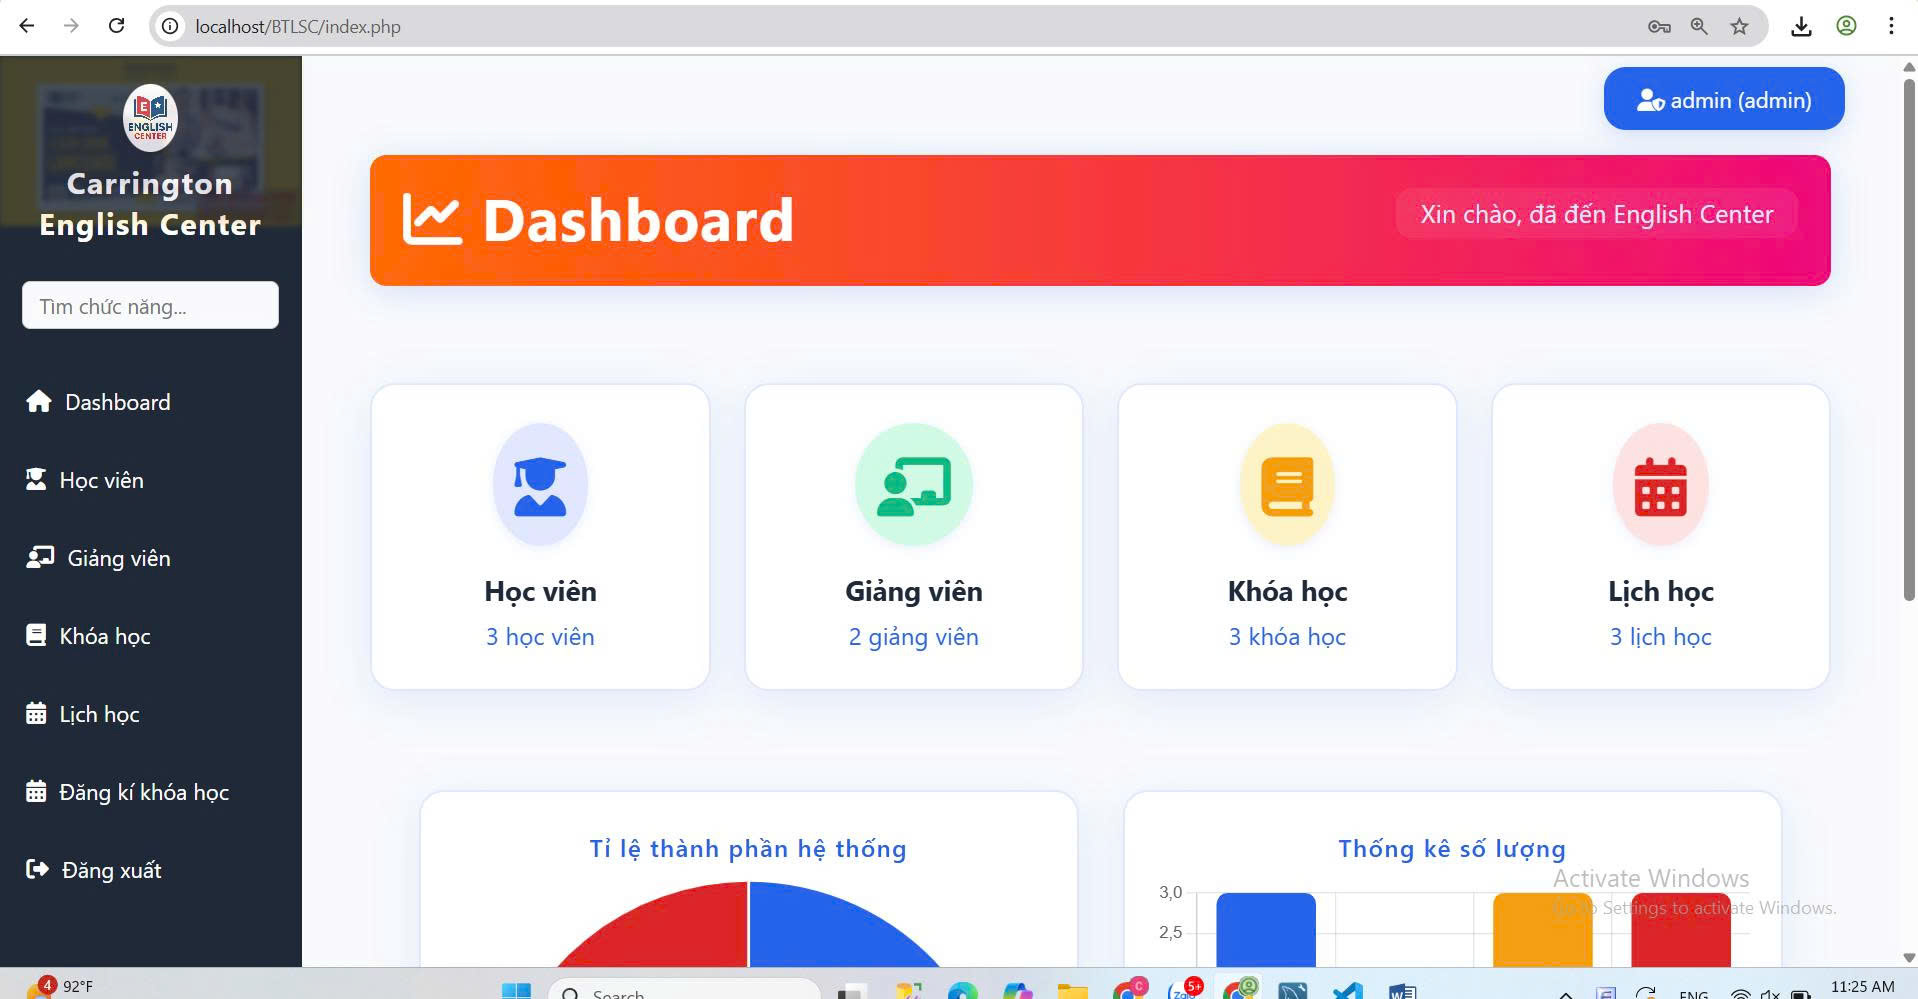 localhost/BTLSC/index.php
E
ENGLISH
CENTER
Carrington
English Center
Tìm chức năng...
Dashboard
Học viên
Giảng viên
Khóa học
Lịch học
Đăng kí khóa học
Đăng xuất
admin (admin)
Dashboard
Xin chào, đã đến English Center
Học viên
3 học viên
Giảng viên
2 giảng viên
Khóa học
3 khóa học
Lịch học
3 lịch học
Tỉ lệ thành phần hệ thống
Thống kê số lượng
3,0
2,5
Activate Windows
Go to Settings to activate Windows.
4
92°F
Search
C
Zalo
5+
W
ENG
11:25 AM